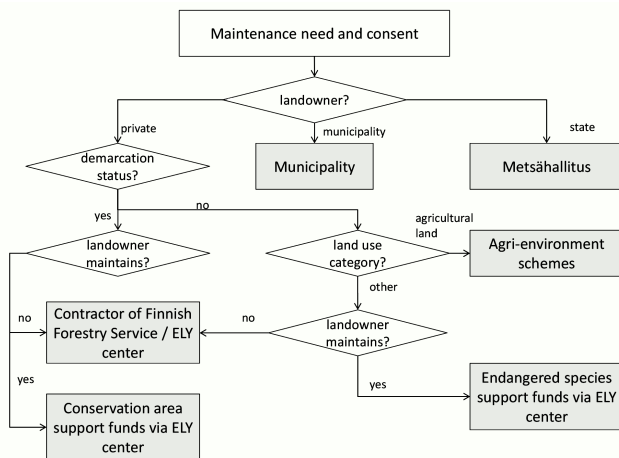 Maintenance need and consent
landowner?
private
municipality
state
demarcation
status?
Municipality
Metsähallitus
yes
no
agricultural
land
landowner
maintains?
land use
category?
Agri-environment
schemes
other
no
Contractor of Finnish
Forestry Service / ELY
center
no
landowner
maintains?
yes
yes
Endangered species
support funds via ELY
center
Conservation area
support funds via ELY
center